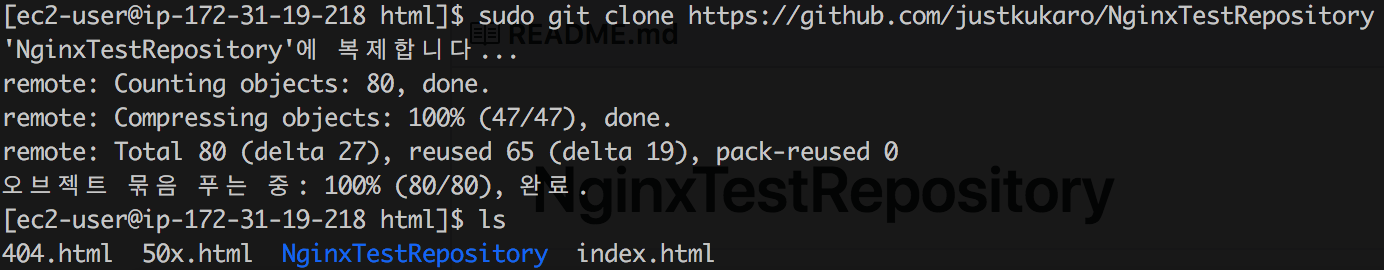 [ec2-user@ip-172-31-19-218 html]$ sudo git clone https://github.com/justkukaro/NginxTestRepository
README.md
'NginxTestRepository'에 복제합니다...
remote: Counting objects: 80, done.
remote: Compressing objects: 100% (47/47), done.
remote: Total 80 (delta 27), reused 65 (delta 19), pack-reused 0
오브젝트 묶음 푸는 중: 100% (80/80), 완료.
NginxTestRepository
[ec2-user@ip-172-31-19-218 html]$ ls
404.html  50x.html  NginxTestRepository  index.html